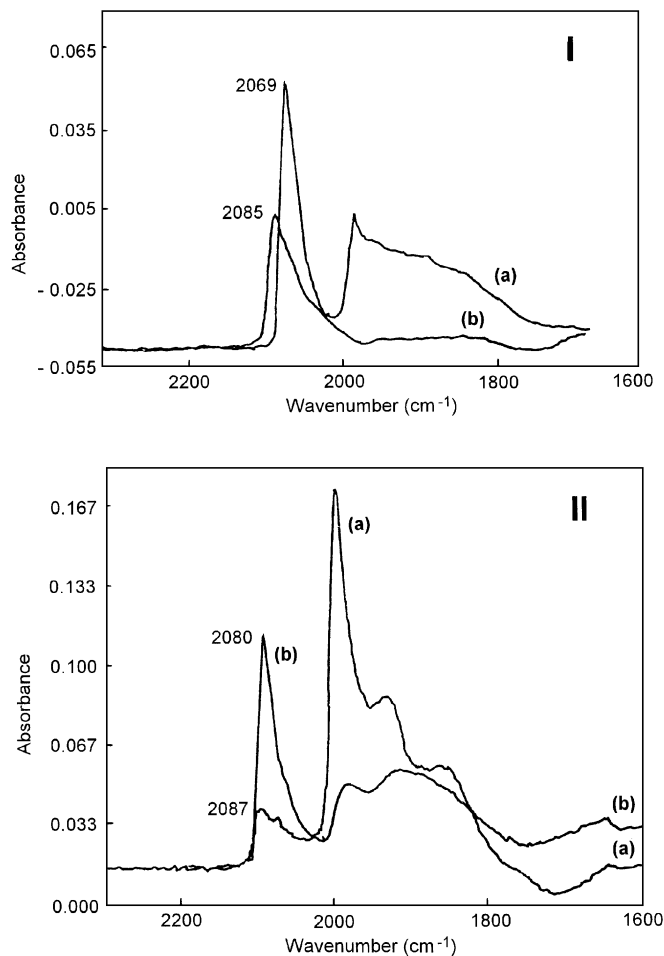 I
0.065
2069
0.035
2085
0.005
Absorbance
(a)
- 0.025
(b)
- 0.055
2200
2000
1800
1600
Wavenumber (cm-1)
II
0.167
(a)
0.133
2080
(b)
0.100
Absorbance
0.067
2087
0.033
(b)
(a)
0.000
2200
2000
1800
1600
Wavenumber (cm-1)